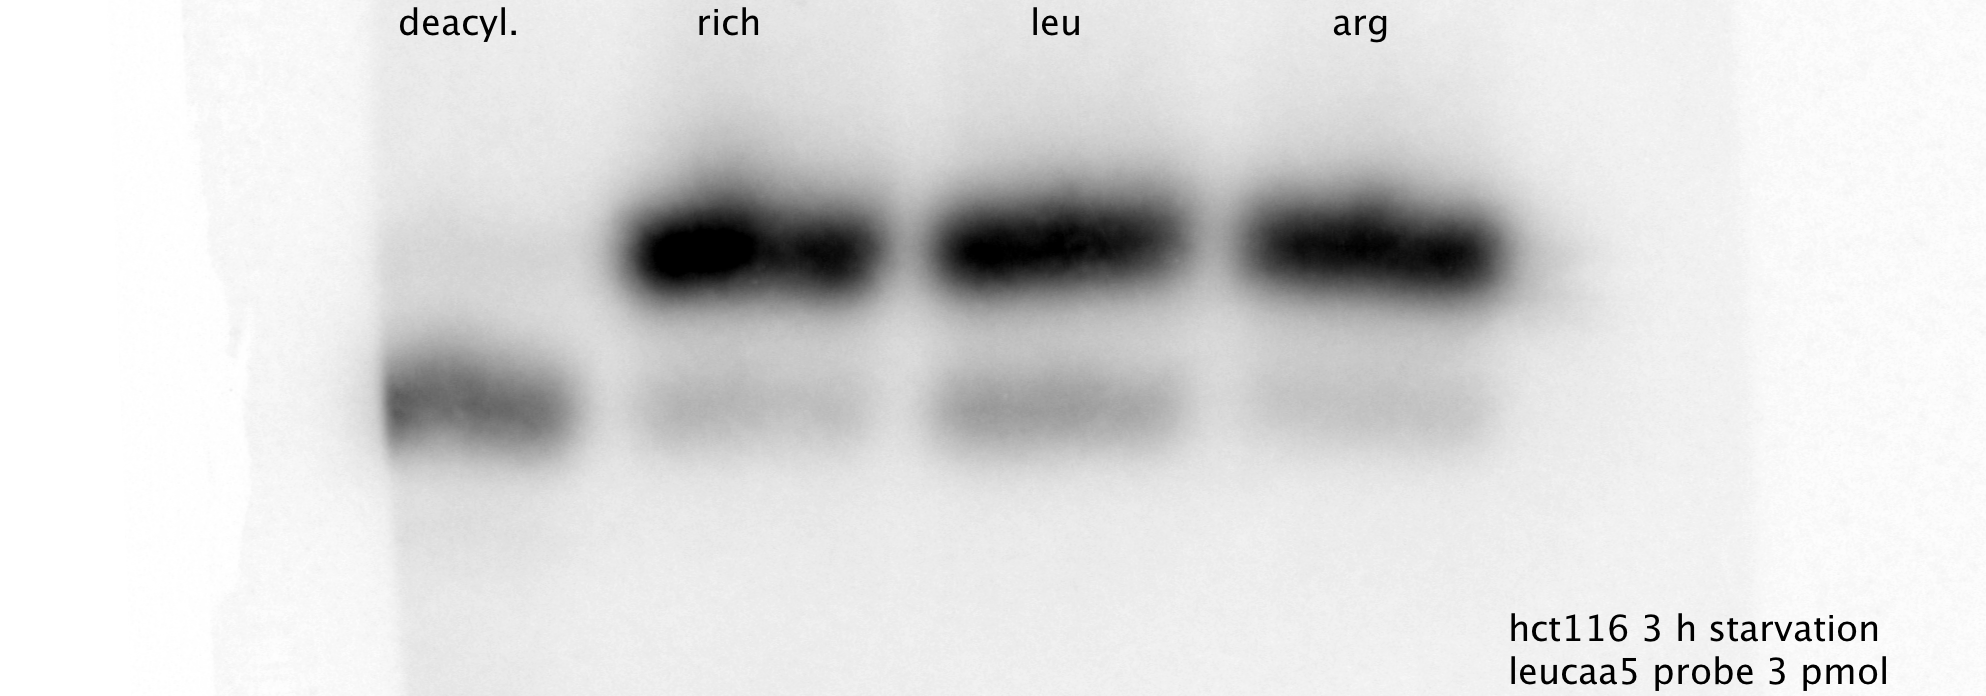 deacyl. rich leu arg
hct116 3 h starvation
leucaa5 probe 3 pmol